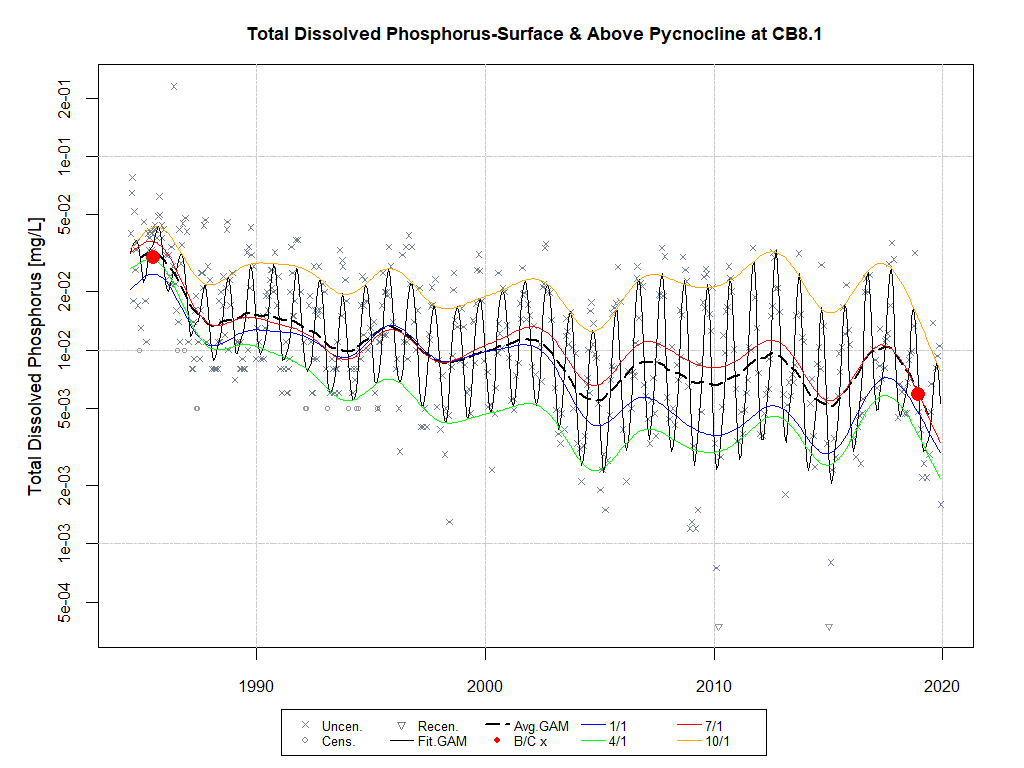 Total Dissolved Phosphorus-Surface & Above Pycnocline at CB8.1
Total Dissolved Phosphorus [mg/L]
2e-01
1e-01
5e-02
2e-02
1e-02
5e-03
2e-03
1e-03
5e-04
1990 2000 2010 2020
Uncen. Recen. Avg.GAM 1/1 7/1
Cens. Fit.GAM B/C x 4/1 10/1